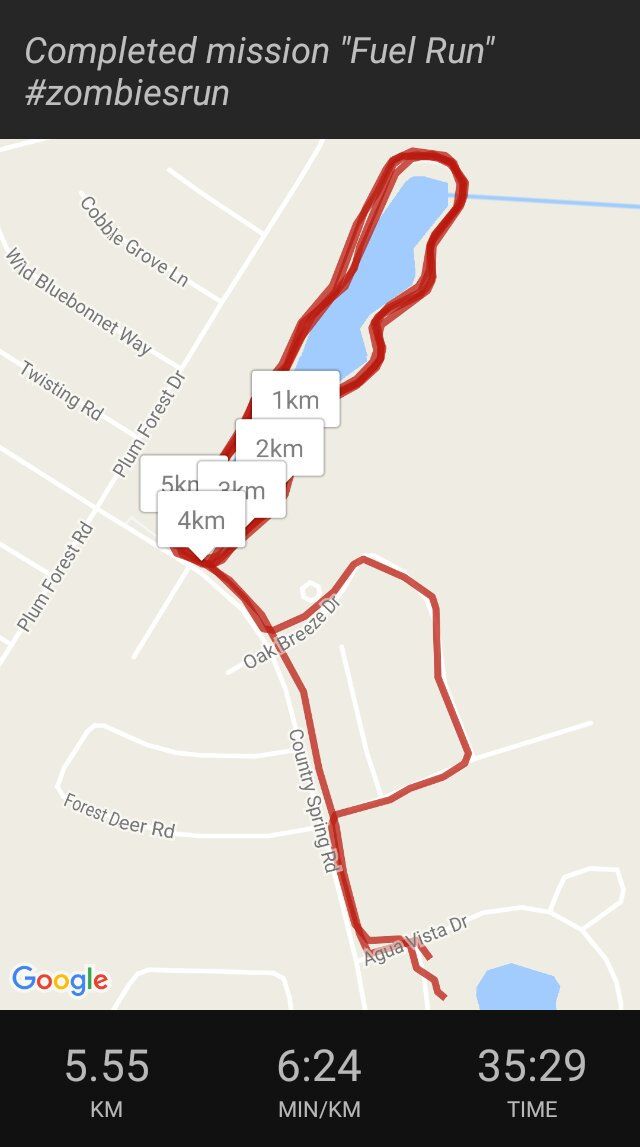 Completed mission "Fuel Run"
#zombiesrun
Cobble Grove Ln
Wild Bluebonnet Way
Twisting Rd
Plum Forest Dr
1km
2km
5km
3km
4km
Plum Forest Rd
Oak Breeze Dr
Country Spring Rd
Forest Deer Rd
Agua Vista Dr
Google
5.55
6:24
35:29
KM
MIN/KM
TIME